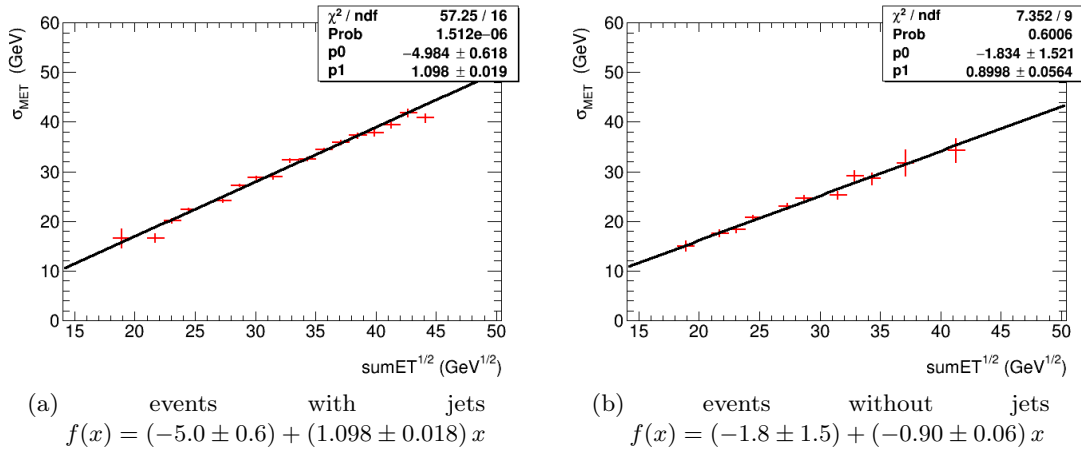 χ² / ndf 57.25 / 16
Prob 1.512e−06
p0 −4.984 ± 0.618
p1 1.098 ± 0.019
σMET (GeV)
60
50
40
30
20
10
0
15 20 25 30 35 40 45 50
sumET^1/2 (GeV^1/2)
(a) events with jets
f(x) = (−5.0 ± 0.6) + (1.098 ± 0.018) x
χ² / ndf 7.352 / 9
Prob 0.6006
p0 −1.834 ± 1.521
p1 0.8998 ± 0.0564
σMET (GeV)
60
50
40
30
20
10
0
15 20 25 30 35 40 45 50
sumET^1/2 (GeV^1/2)
(b) events without jets
f(x) = (−1.8 ± 1.5) + (−0.90 ± 0.06) x